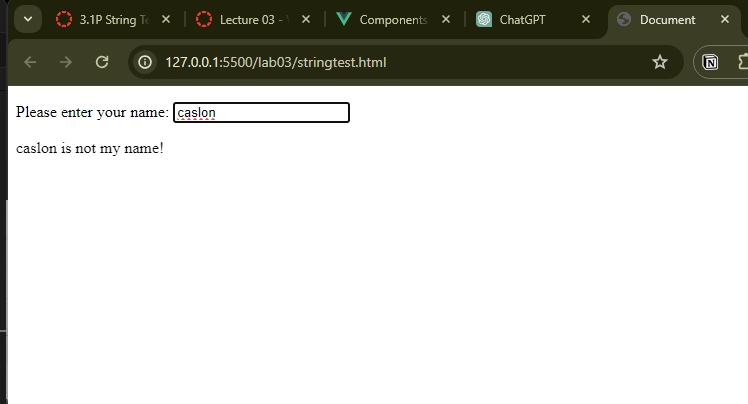 3.1P String Te
Lecture 03 -
Components
ChatGPT
Document
127.0.0.1:5500/lab03/stringtest.html
Please enter your name: caslon
caslon is not my name!